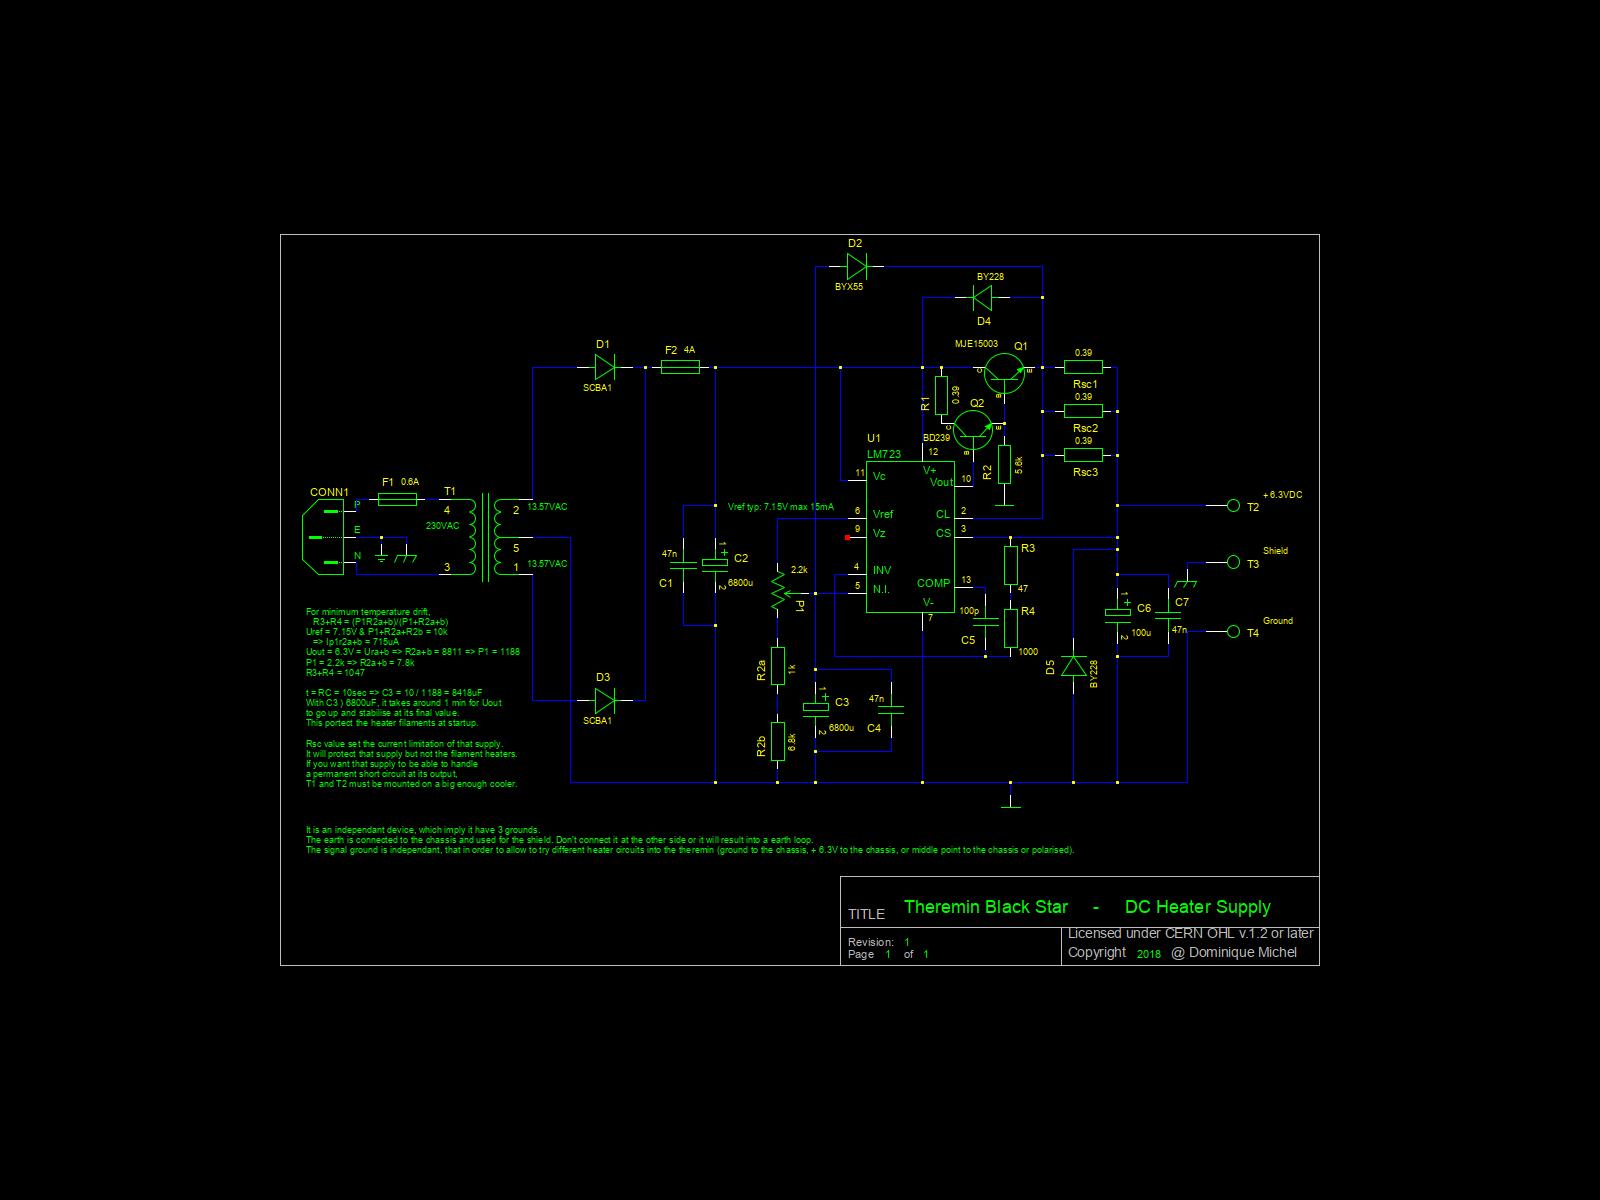 D2
BYX55
BY228
D4
MJE15003
Q1
0.39
Rsc1
0.39
Rsc2
0.39
Rsc3
D1
SCBA1
F2 4A
R1
0.39
Q2
BD239
C
B
E
C
B
E
R2
5.6k
U1
LM723
12
11
Vc
V+
Vout
10
Vref typ: 7.15V max 15mA
6
Vref
CL
2
9
Vz
CS
3
4
INV
5
N.I.
COMP
13
V-
7
CONN1
P
E
N
F1 0.6A
T1
4
230VAC
3
2
13.57VAC
5
13.57VAC
1
47n
C1
1
+
C2
6800u
2
2.2k
P1
R2a
1k
R2b
6.8k
1
+
C3
6800u
2
47n
C4
100p
C5
R3
47
R4
1000
D5
BY228
1
+
C6
100u
2
C7
47n
+ 6.3VDC
T2
Shield
T3
Ground
T4
D3
SCBA1
For minimum temperature drift,
R3+R4 = (P1R2a+b)/(P1+R2a+b)
Uref = 7.15V & P1+R2a+R2b = 10k
=> Ip1r2a+b = 715uA
Uout = 6.3V = Ura+b => R2a+b = 8811 => P1 = 1188
P1 = 2.2k => R2a+b = 7.8k
R3+R4 = 1047
t = RC = 10sec => C3 = 10 / 1188 = 8418uF
With C3 ) 6800uF, it takes around 1 min for Uout
to go up and stabilise at its final value.
This portect the heater filaments at startup.
Rsc value set the current limitation of that supply.
It will protect that supply but not the filament heaters.
If you want that supply to be able to handle
a permanent short circuit at its output,
T1 and T2 must be mounted on a big enough cooler.
It is an independant device, which imply it have 3 grounds.
The earth is connected to the chassis and used for the shield. Don't connect it at the other side or it will result into a earth loop.
The signal ground is independant, that in order to allow to try different heater circuits into the theremin (ground to the chassis, + 6.3V to the chassis, or middle point to the chassis or polarised).
TITLE Theremin Black Star - DC Heater Supply
Revision: 1
Page 1 of 1
Licensed under CERN OHL v.1.2 or later
Copyright 2018 @ Dominique Michel